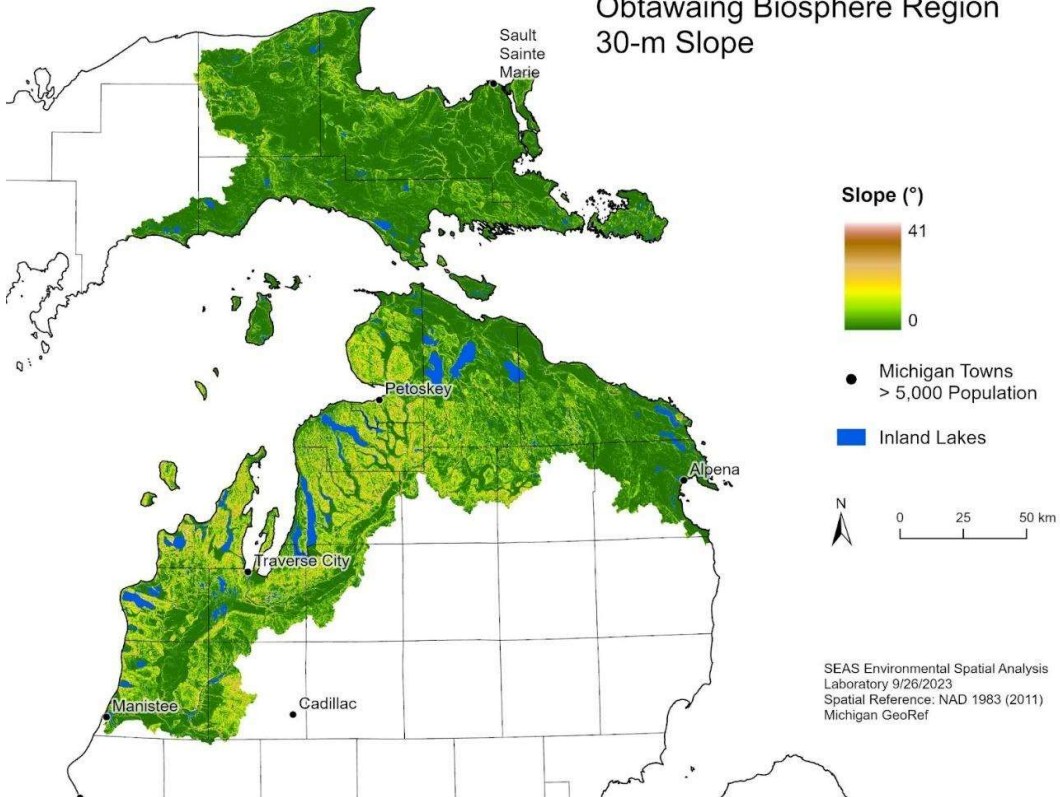 Obtawaing Biosphere Region
30-m Slope
Sault
Sainte
Marie
Slope (°)
41
0
Michigan Towns
> 5,000 Population
Inland Lakes
Petoskey
Alpena
N
0 25 50 km
Traverse City
Manistee
Cadillac
SEAS Environmental Spatial Analysis
Laboratory 9/26/2023
Spatial Reference: NAD 1983 (2011)
Michigan GeoRef